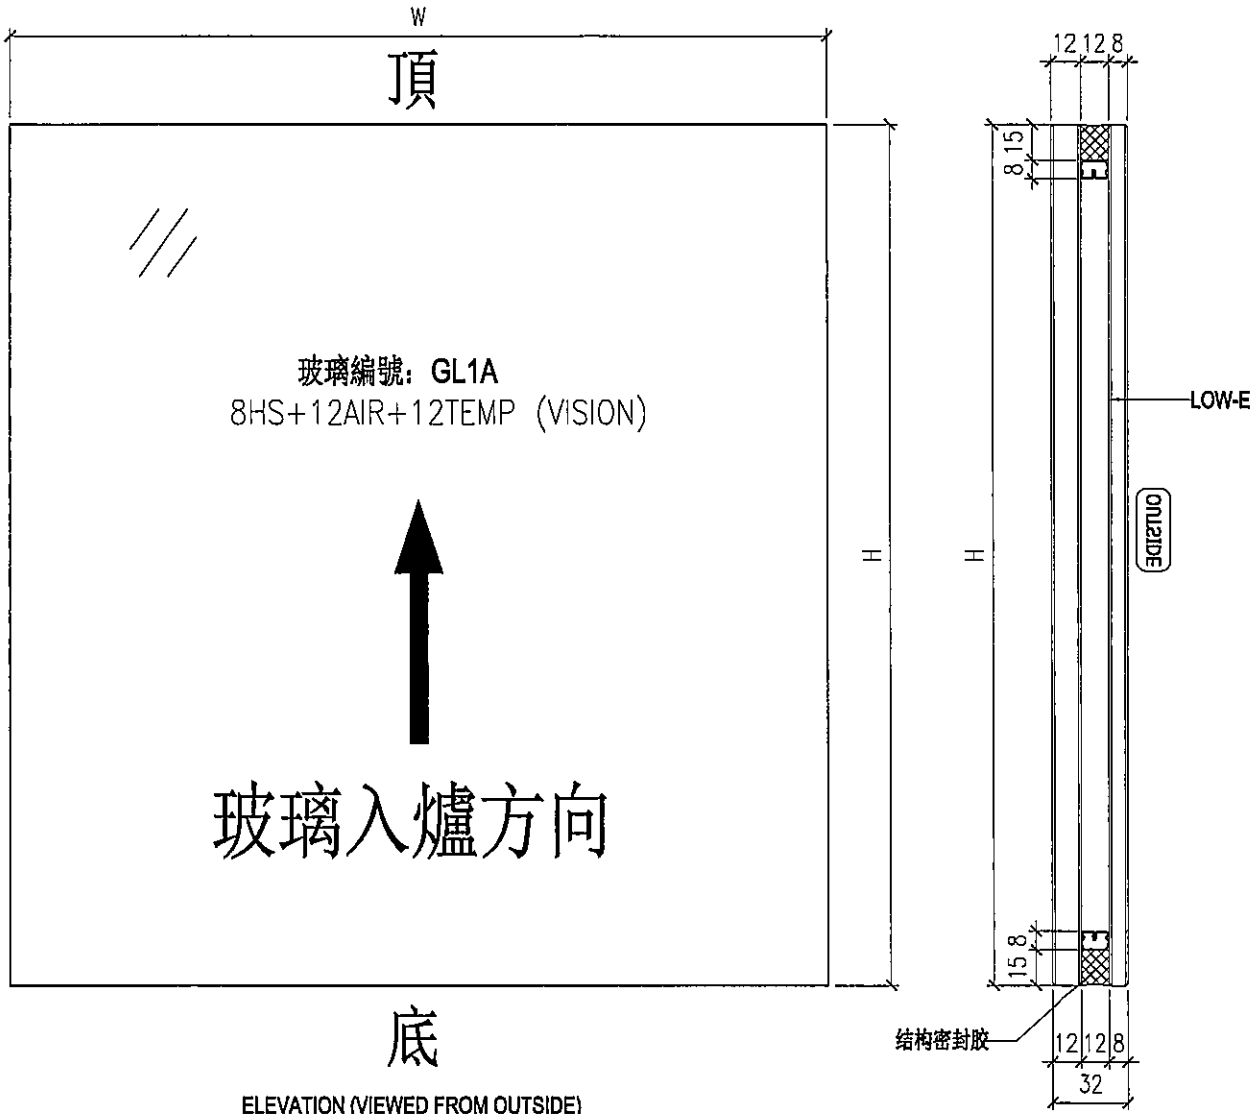 W
頂
玻璃編號：GL1A
8HS+12AIR+12TEMP (VISION)
H
玻璃入爐方向
底
ELEVATION (VIEWED FROM OUTSIDE)
12 12 8
15
8
H
LOW-E
OUTSIDE
8
15
结构密封胶
12 12 8
32